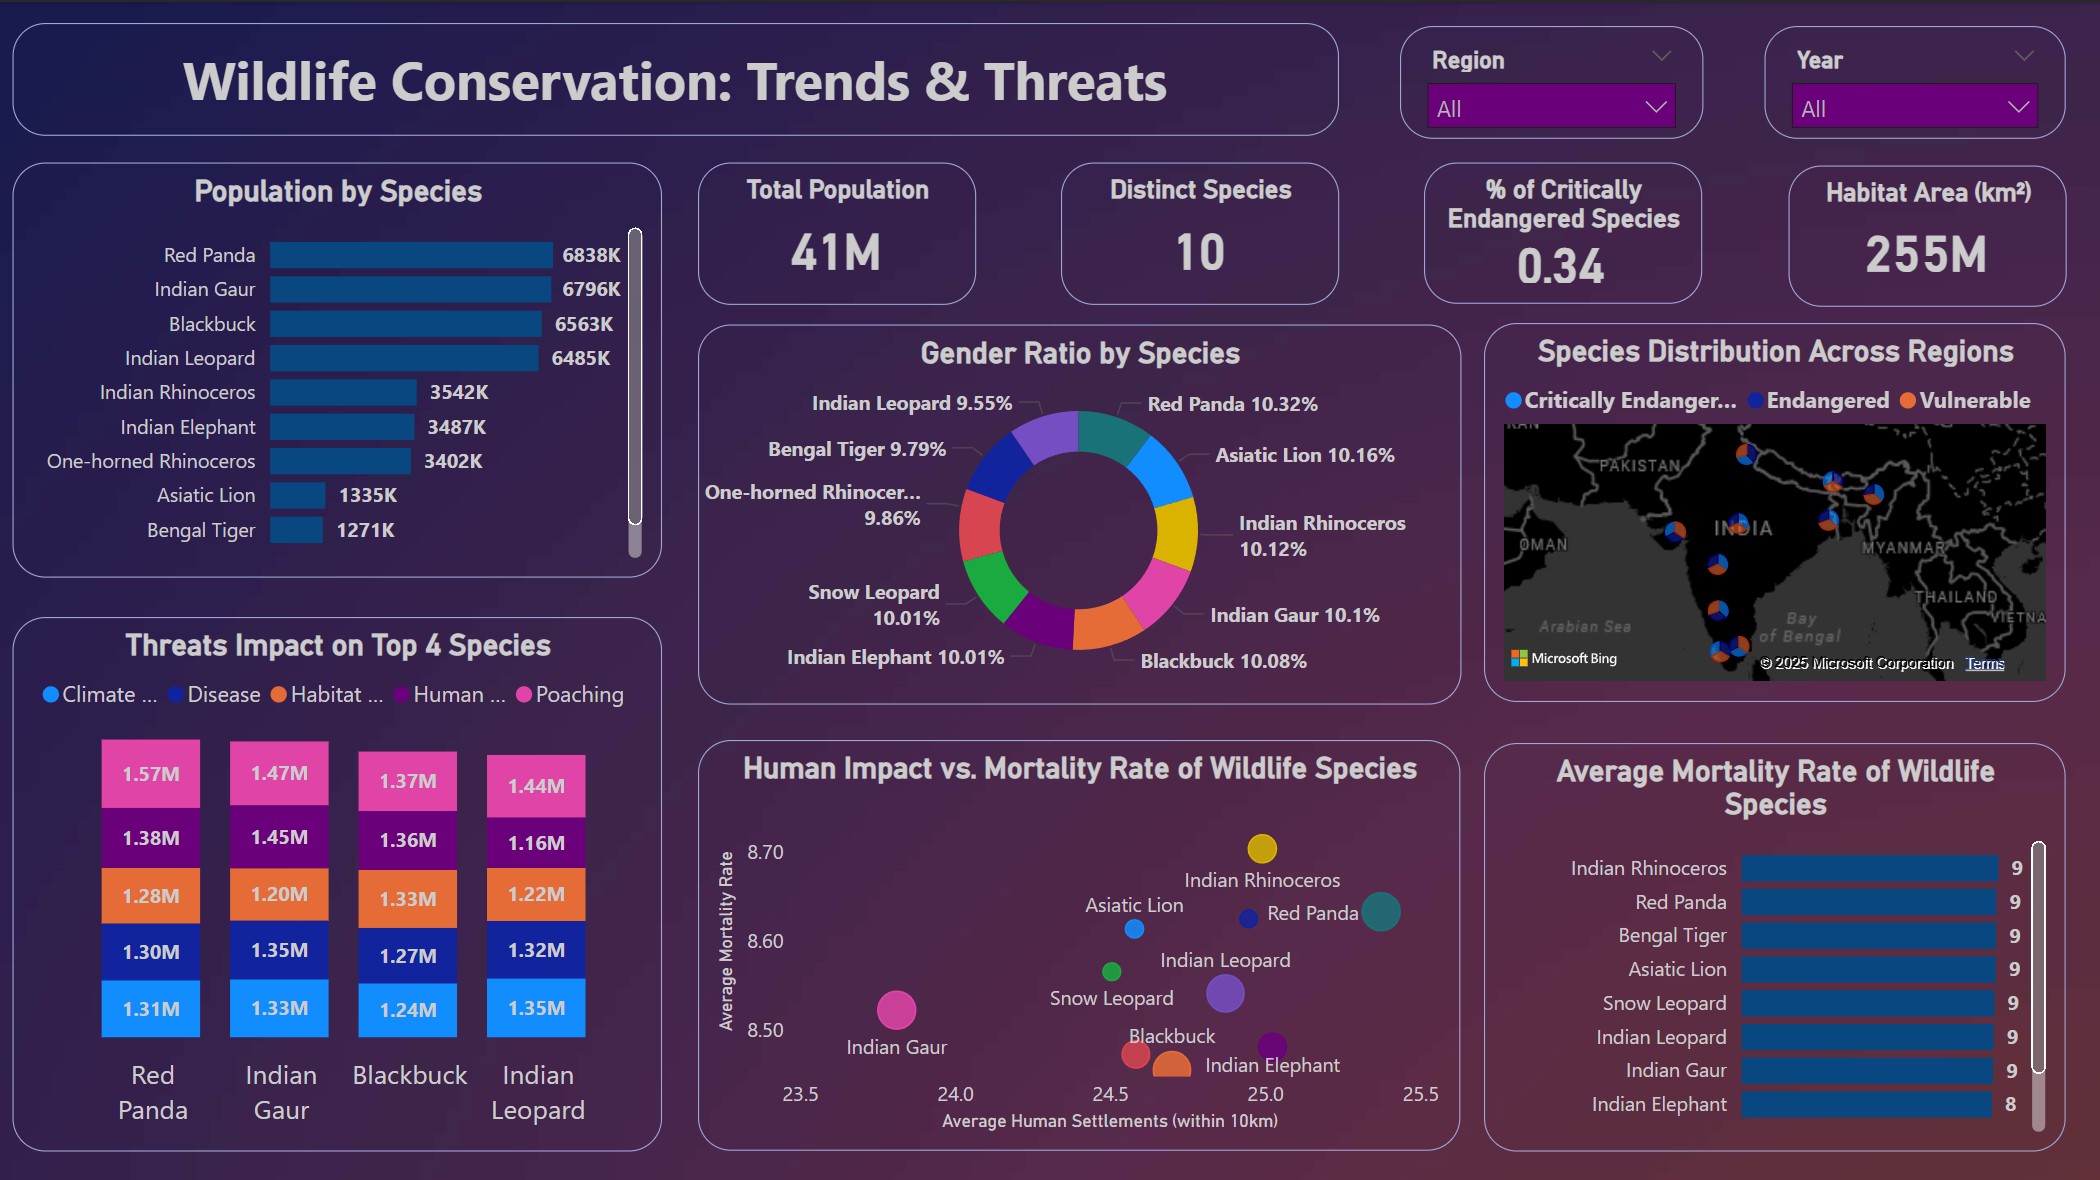 Wildlife Conservation: Trends & Threats
Region
All
Year
All
Population by Species
Red Panda 6838K
Indian Gaur 6796K
Blackbuck 6563K
Indian Leopard 6485K
Indian Rhinoceros 3542K
Indian Elephant 3487K
One-horned Rhinoceros 3402K
Asiatic Lion 1335K
Bengal Tiger 1271K
Total Population
41M
Distinct Species
10
% of Critically
Endangered Species
0.34
Habitat Area (km²)
255M
Gender Ratio by Species
Indian Leopard 9.55%
Red Panda 10.32%
Bengal Tiger 9.79%
Asiatic Lion 10.16%
One-horned Rhinocer...
9.86%
Indian Rhinoceros
10.12%
Snow Leopard
10.01%
Indian Gaur 10.1%
Indian Elephant 10.01%
Blackbuck 10.08%
Species Distribution Across Regions
Critically Endanger... Endangered Vulnerable
PAKISTAN
INDIA
OMAN
MYANMAR
THAILAND
VIETNA
Arabian Sea
Bay
of Bengal
Microsoft Bing
© 2025 Microsoft Corporation Terms
Threats Impact on Top 4 Species
Climate ... Disease Habitat ... Human ... Poaching
1.57M 1.47M 1.37M 1.44M
1.38M 1.45M 1.36M 1.16M
1.28M 1.20M 1.33M 1.22M
1.30M 1.35M 1.27M 1.32M
1.31M 1.33M 1.24M 1.35M
Red
Panda
Indian
Gaur
Blackbuck
Indian
Leopard
Human Impact vs. Mortality Rate of Wildlife Species
Average Mortality Rate
8.70
8.60
8.50
Indian Rhinoceros
Asiatic Lion
Red Panda
Indian Leopard
Snow Leopard
Blackbuck
Indian Gaur
Indian Elephant
23.5 24.0 24.5 25.0 25.5
Average Human Settlements (within 10km)
Average Mortality Rate of Wildlife
Species
Indian Rhinoceros 9
Red Panda 9
Bengal Tiger 9
Asiatic Lion 9
Snow Leopard 9
Indian Leopard 9
Indian Gaur 9
Indian Elephant 8